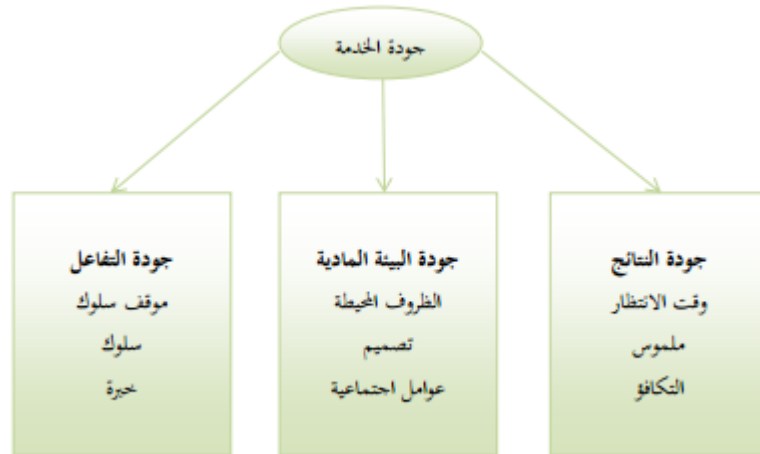 جودة الخدمة
جودة النتائج
وقت الانتظار
ملموس
التكافؤ
جودة البيئة المادية
الظروف المحيطة
تصميم
عوامل اجتماعية
جودة التفاعل
موقف سلوك
سلوك
خبرة